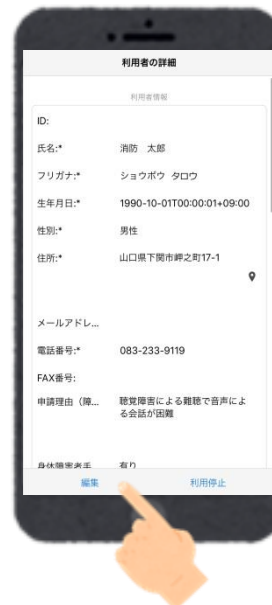 利用者の詳細
利用者情報
ID:
氏名:* 消防 太郎
フリガナ:* ショウボウ タロウ
生年月日:* 1990-10-01T00:00:01+09:00
性別:* 男性
住所:* 山口県下関市岬之町17-1
メールアドレ...
電話番号:* 083-233-9119
FAX番号:
申請理由（障... 聴覚障害による難聴で音声によ
る会話が困難
身体障害者手 有り
編集 利用停止